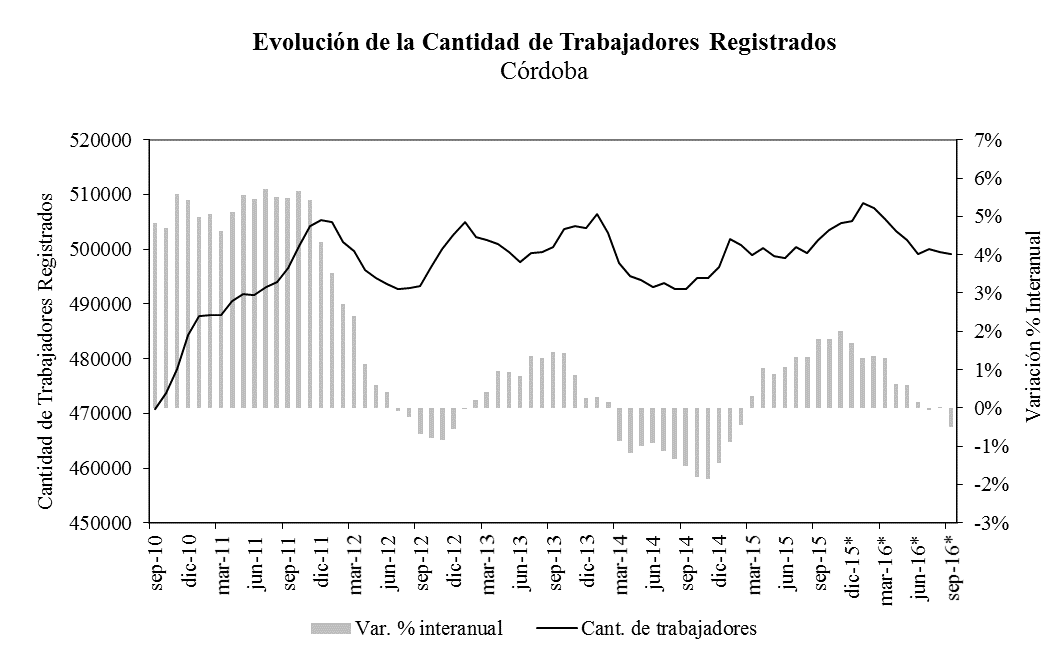 Evolución de la Cantidad de Trabajadores Registrados
Córdoba
Cantidad de Trabajadores Registrados
520000
510000
500000
490000
480000
470000
460000
450000
7%
6%
5%
4%
3%
2%
1%
0%
-1%
-2%
-3%
Variación % Interanual
sep-10
dic-10
mar-11
jun-11
sep-11
dic-11
mar-12
jun-12
sep-12
dic-12
mar-13
jun-13
sep-13
dic-13
mar-14
jun-14
sep-14
dic-14
mar-15
jun-15
sep-15
dic-15*
mar-16*
jun-16*
sep-16*
Var. % interanual
Cant. de trabajadores